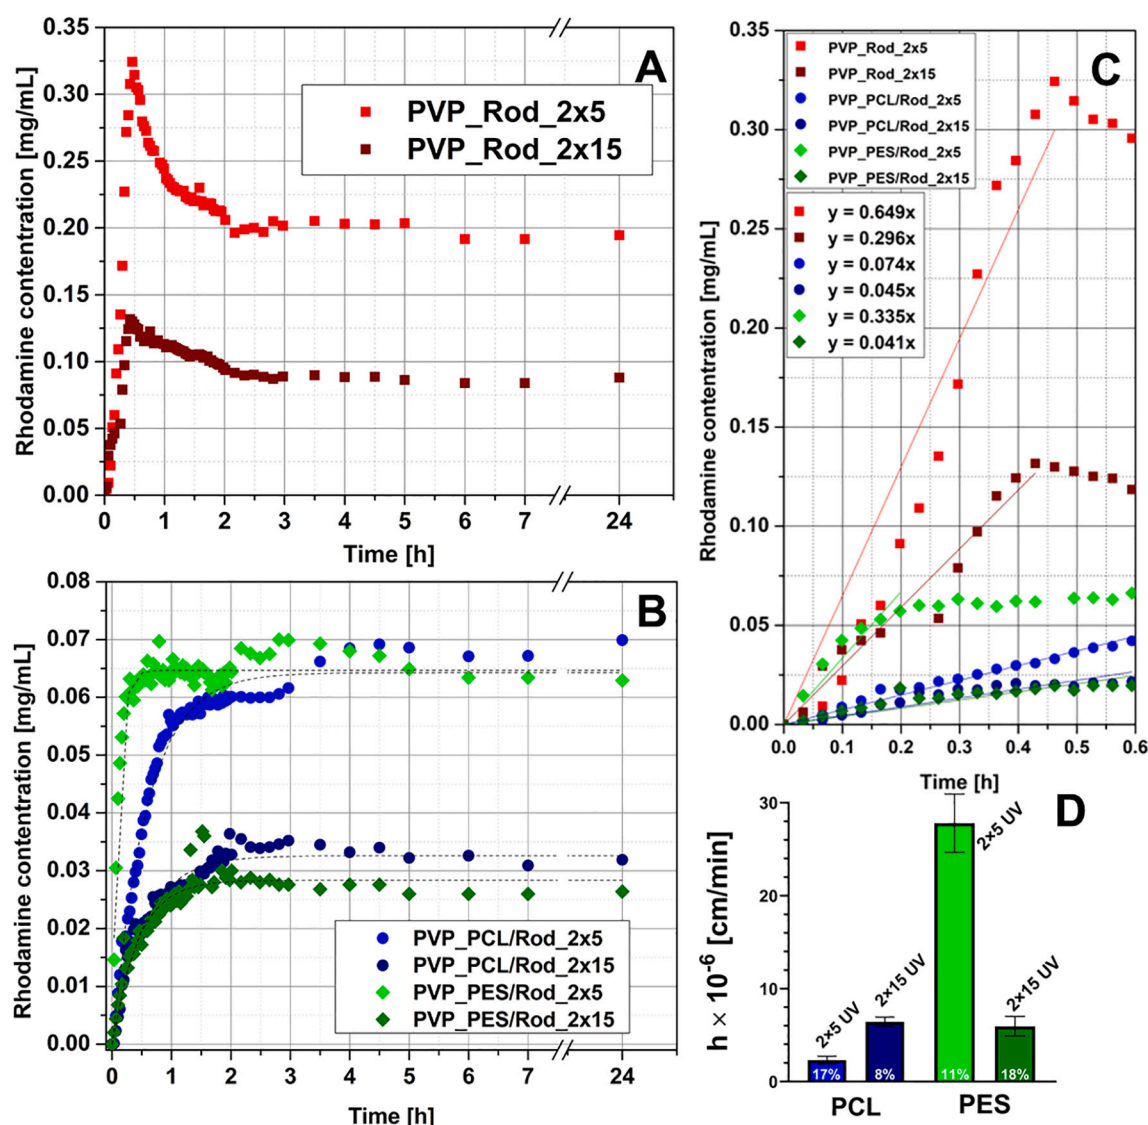 A
0.35
0.30
0.25
0.20
0.15
0.10
0.05
0.00
Rhodamine concentration [mg/mL]
PVP_Rod_2x5
PVP_Rod_2x15
0 1 2 3 4 5 6 7 24
Time [h]
B
0.08
0.07
0.06
0.05
0.04
0.03
0.02
0.01
0.00
Rhodamine contentration [mg/mL]
PVP_PCL/Rod_2x5
PVP_PCL/Rod_2x15
PVP_PES/Rod_2x5
PVP_PES/Rod_2x15
0 1 2 3 4 5 6 7 24
Time [h]
C
0.35
0.30
0.25
0.20
0.15
0.10
0.05
0.00
Rhodamine contentration [mg/mL]
PVP_Rod_2x5
PVP_Rod_2x15
PVP_PCL/Rod_2x5
PVP_PCL/Rod_2x15
PVP_PES/Rod_2x5
PVP_PES/Rod_2x15
y = 0.649x
y = 0.296x
y = 0.074x
y = 0.045x
y = 0.335x
y = 0.041x
0.0 0.1 0.2 0.3 0.4 0.5 0.6
Time [h]
D
30
20
10
0
h × 10-6 [cm/min]
2×5 UV
2×15 UV
2×5 UV
2×15 UV
17% 8% 11% 18%
PCL PES